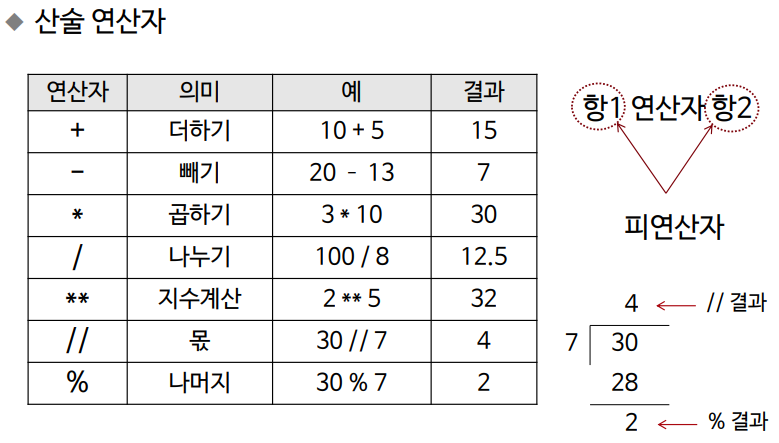 ◆ 산술 연산자
연산자 의미 예 결과
+ 더하기 10 + 5 15
- 빼기 20 - 13 7
* 곱하기 3 * 10 30
/ 나누기 100 / 8 12.5
** 지수계산 2 ** 5 32
// 몫 30 // 7 4
% 나머지 30 % 7 2
항1 연산자 항2
피연산자
4 // 결과
7 30
28
2 % 결과